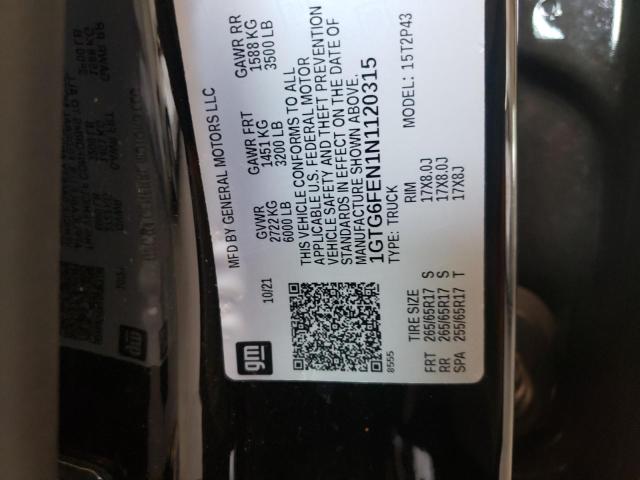 gm
10/21
MFD BY GENERAL MOTORS LLC
GVWR GAWR FRT GAWR RR
2722 KG 1451 KG 1588 KG
6000 LB 3200 LB 3500 LB
THIS VEHICLE CONFORMS TO ALL
APPLICABLE U.S. FEDERAL MOTOR
VEHICLE SAFETY AND THEFT PREVENTION
STANDARDS IN EFFECT ON THE DATE OF
MANUFACTURE SHOWN ABOVE.
1GTG6FEN1N1120315
TYPE: TRUCK MODEL: 15T2P43
8555
TIRE SIZE RIM
FRT 265/65R17 S 17X8.0J
RR 265/65R17 S 17X8.0J
SPA 255/65R17 T 17X8J